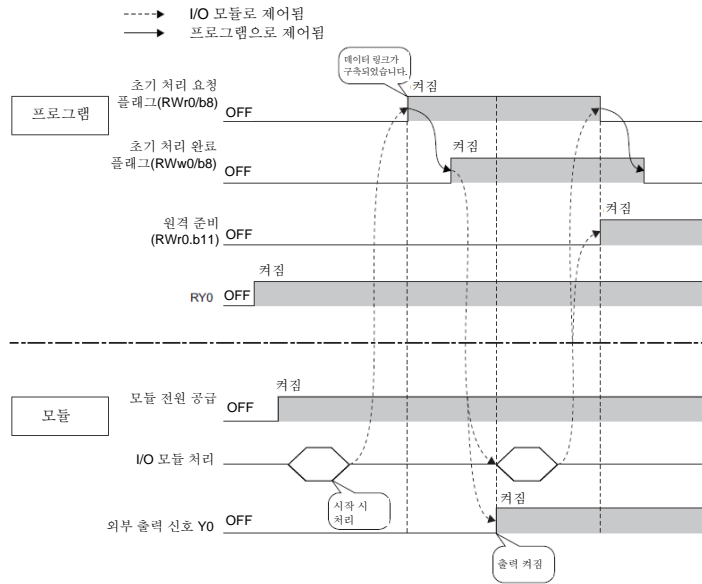 I/O 모듈로 제어됨
프로그램으로 제어됨
데이터 링크가
구축되었습니다.
켜짐
초기 처리 요청
플래그(RWr0/b8)
OFF
프로그램
켜짐
초기 처리 완료
플래그(RWw0/b8)
OFF
켜짐
원격 준비
(RWr0.b11)
OFF
켜짐
RY0
OFF
켜짐
모듈 전원 공급
OFF
모듈
I/O 모듈 처리
시작 시
처리
켜짐
외부 출력 신호 Y0
OFF
출력 켜짐